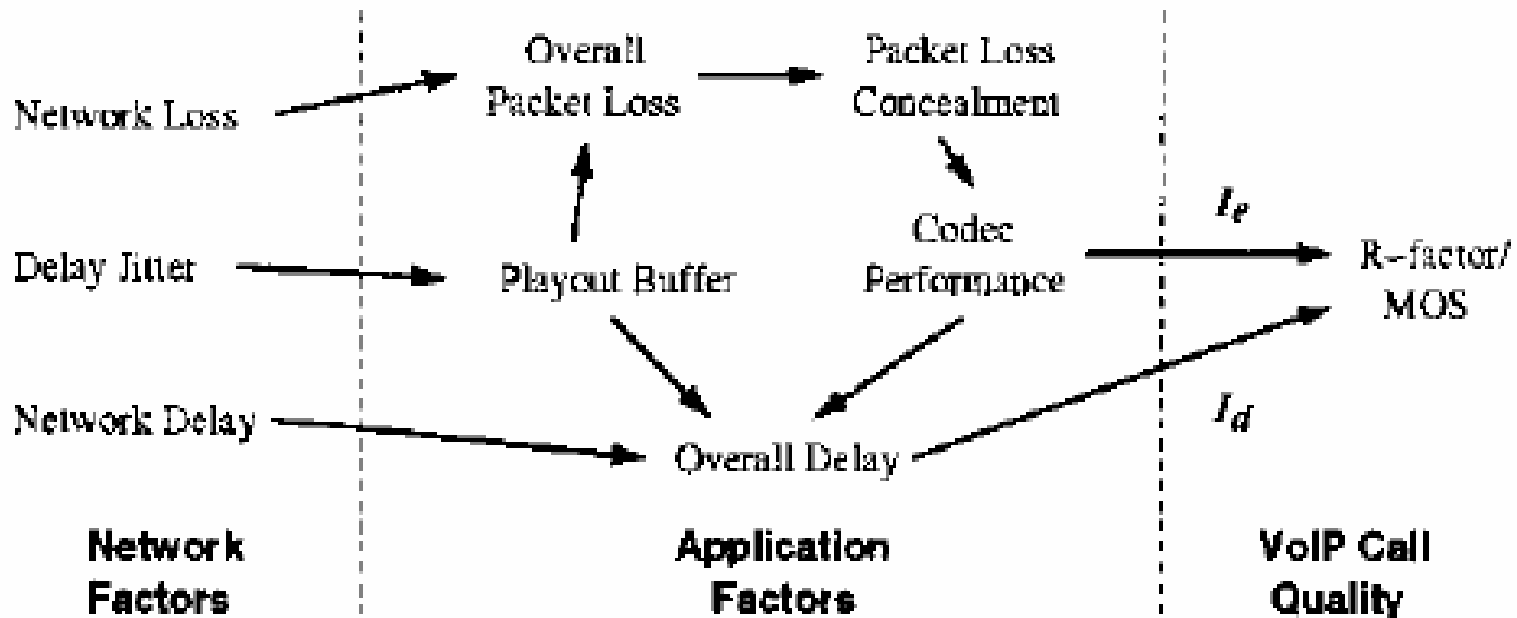 Overall
Packet Loss
Packet Loss
Concealment
Network Loss
I_e
Codec
Performance
R-factor/
MOS
Delay Jitter
Playout Buffer
Network Delay
I_d
Overall Delay
Network
Factors
Application
Factors
VoIP Call
Quality